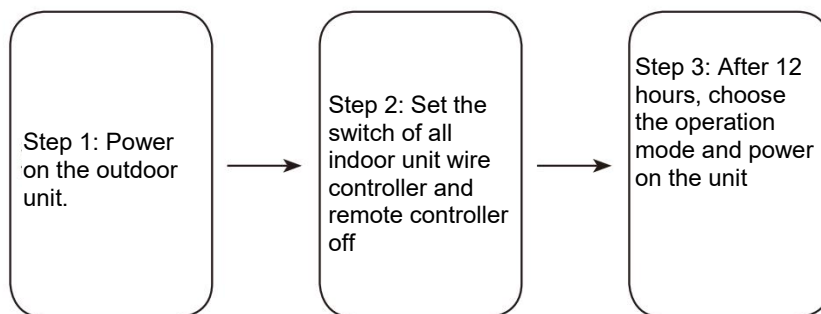 Step 1: Power
on the outdoor
unit.
Step 2: Set the
switch of all
indoor unit wire
controller and
remote controller
off
Step 3: After 12
hours, choose
the operation
mode and power
on the unit